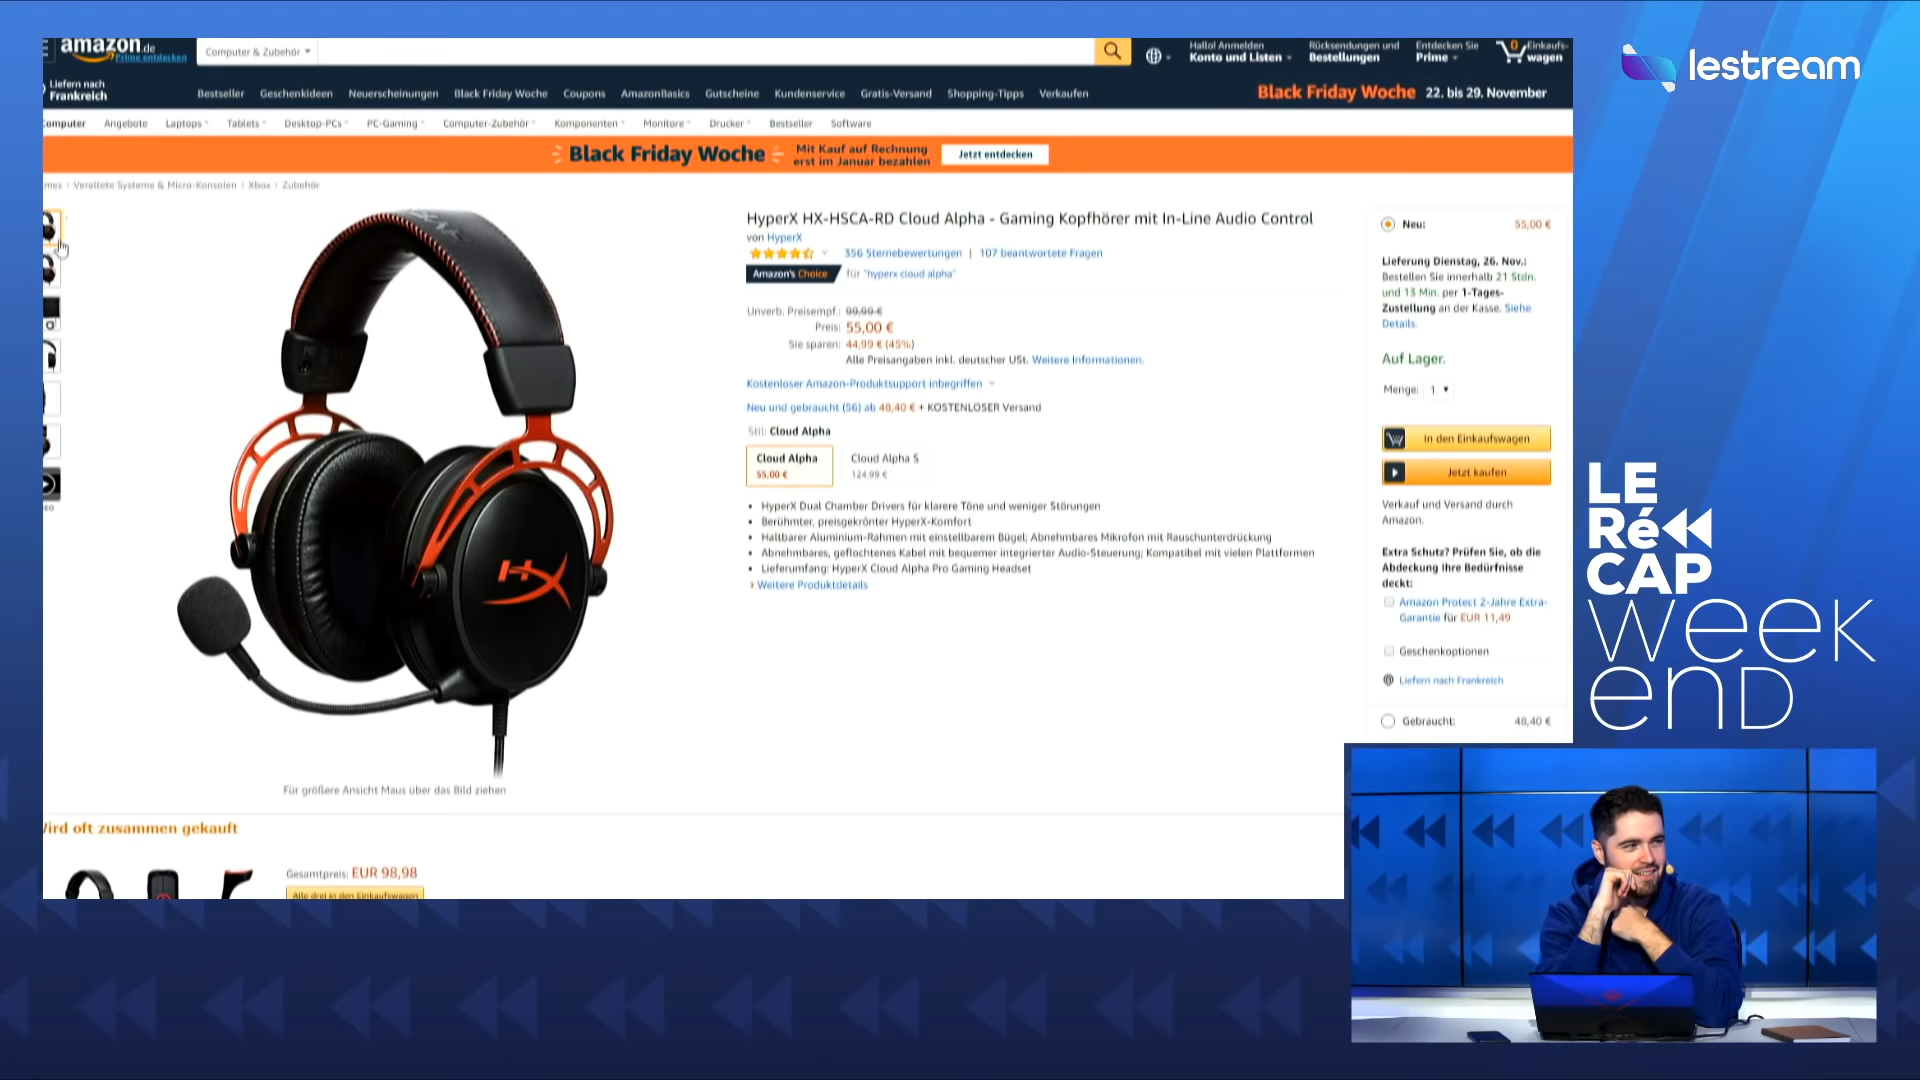 amazon.de
Prime entdecken
Computer & Zubehör
Hallo! Anmelden
Konto und Listen
Rücksendungen und
Bestellungen
Entdecken Sie
Prime
0
Einkaufs-
wagen
lestream
Liefern nach
Frankreich
Bestseller Geschenkideen Neuerscheinungen Black Friday Woche Coupons AmazonBasics Gutscheine Kundenservice Gratis-Versand Shopping-Tipps Verkaufen
Black Friday Woche 22. bis 29. November
omputer Angebote Laptops Tablets Desktop-PCs PC-Gaming Computer-Zubehör Komponenten Monitore Drucker Bestseller Software
Black Friday Woche
Mit Kauf auf Rechnung
erst im Januar bezahlen
Jetzt entdecken
mes › Veraltete Systeme & Micro-Konsolen › Xbox › Zubehör
HyperX HX-HSCA-RD Cloud Alpha - Gaming Kopfhörer mit In-Line Audio Control
von HyperX
356 Sternebewertungen | 107 beantwortete Fragen
Amazon's Choice für "hyperx cloud alpha"
Unverb. Preisempf.: 99,99 €
Preis: 55,00 €
Sie sparen: 44,99 € (45%)
Alle Preisangaben inkl. deutscher USt. Weitere Informationen.
Kostenloser Amazon-Produktsupport inbegriffen
Neu und gebraucht (56) ab 48,40 € + KOSTENLOSER Versand
Stil: Cloud Alpha
Cloud Alpha
55,00 €
Cloud Alpha S
124,99 €
• HyperX Dual Chamber Drivers für klarere Töne und weniger Störungen
• Berühmter, preisgekrönter HyperX-Komfort
• Haltbarer Aluminium-Rahmen mit einstellbarem Bügel; Abnehmbares Mikrofon mit Rauschunterdrückung
• Abnehmbares, geflochtenes Kabel mit bequemer integrierter Audio-Steuerung; Kompatibel mit vielen Plattformen
• Lieferumfang: HyperX Cloud Alpha Pro Gaming Headset
› Weitere Produktdetails
HX
Für größere Ansicht Maus über das Bild ziehen
Neu: 55,00 €
Lieferung Dienstag, 26. Nov.:
Bestellen Sie innerhalb 21 Stdn.
und 13 Min. per 1-Tages-
Zustellung an der Kasse. Siehe
Details.
Auf Lager.
Menge: 1
In den Einkaufswagen
Jetzt kaufen
Verkauf und Versand durch
Amazon.
Extra Schutz? Prüfen Sie, ob die
Abdeckung Ihre Bedürfnisse
deckt:
Amazon Protect 2-Jahre Extra-
Garantie für EUR 11,49
Geschenkoptionen
Liefern nach Frankreich
Gebraucht: 48,40 €
LE
Ré
CAP
week
enD
Wird oft zusammen gekauft
Gesamtpreis: EUR 98,98
Alle drei in den Einkaufswagen